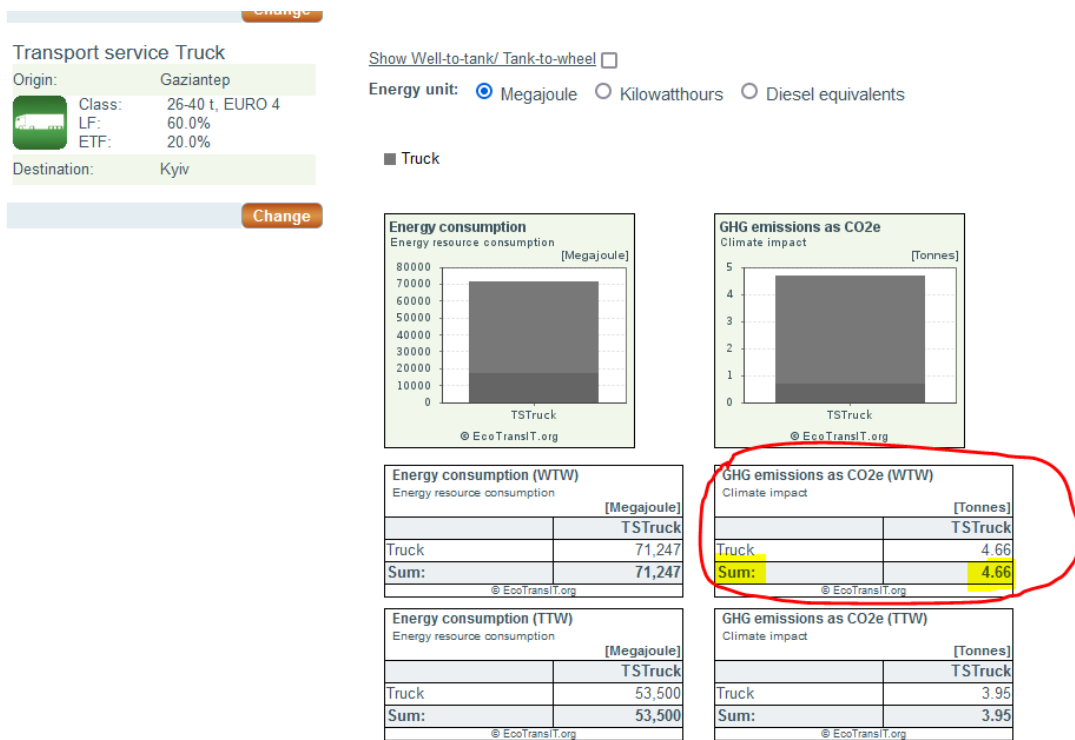 Change
Transport service Truck
Origin: Gaziantep
Class: 26-40 t, EURO 4
LF: 60.0%
ETF: 20.0%
Destination: Kyiv
Change
Show Well-to-tank/ Tank-to-wheel
Energy unit: Megajoule Kilowatthours Diesel equivalents
Truck
Energy consumption
Energy resource consumption
[Megajoule]
80000
70000
60000
50000
40000
30000
20000
10000
0
TSTruck
© EcoTransIT.org
GHG emissions as CO2e
Climate impact
[Tonnes]
5
4
3
2
1
0
TSTruck
© EcoTransIT.org
Energy consumption (WTW)
Energy resource consumption
[Megajoule]
TSTruck
Truck 71,247
Sum: 71,247
© EcoTransIT.org
GHG emissions as CO2e (WTW)
Climate impact
[Tonnes]
TSTruck
Truck 4.66
Sum: 4.66
© EcoTransIT.org
Energy consumption (TTW)
Energy resource consumption
[Megajoule]
TSTruck
Truck 53,500
Sum: 53,500
© EcoTransIT.org
GHG emissions as CO2e (TTW)
Climate impact
[Tonnes]
TSTruck
Truck 3.95
Sum: 3.95
© EcoTransIT.org